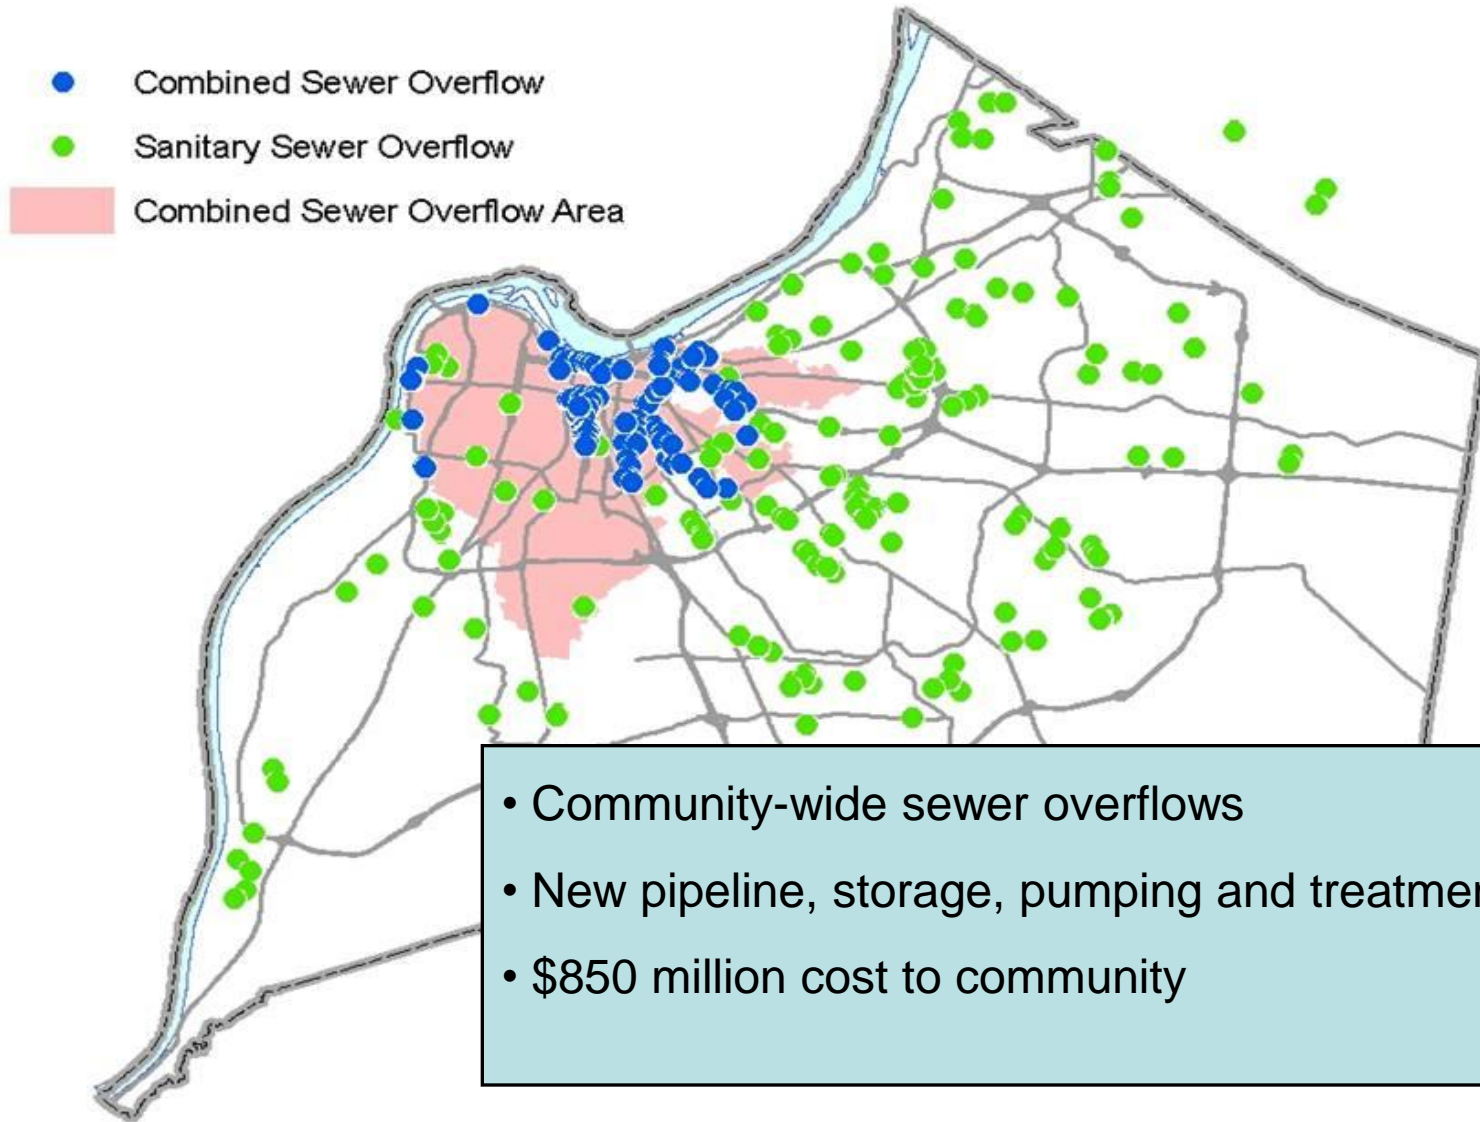 Combined Sewer Overflow
Sanitary Sewer Overflow
Combined Sewer Overflow Area
• Community-wide sewer overflows
• New pipeline, storage, pumping and
• $850 million cost to community